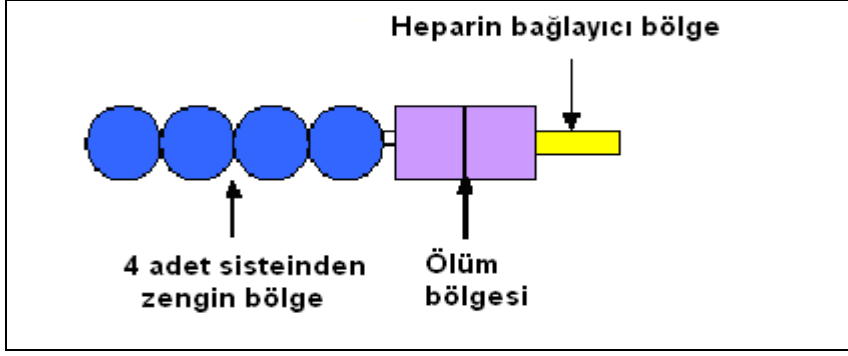 Heparin bağlayıcı bölge
4 adet sisteinden
zengin bölge
Ölüm
bölgesi